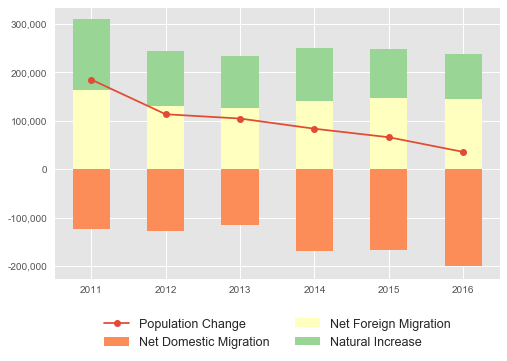 300,000
200,000
100,000
0
-100,000
-200,000
2011 2012 2013 2014 2015 2016
Population Change Net Foreign Migration
Net Domestic Migration Natural Increase